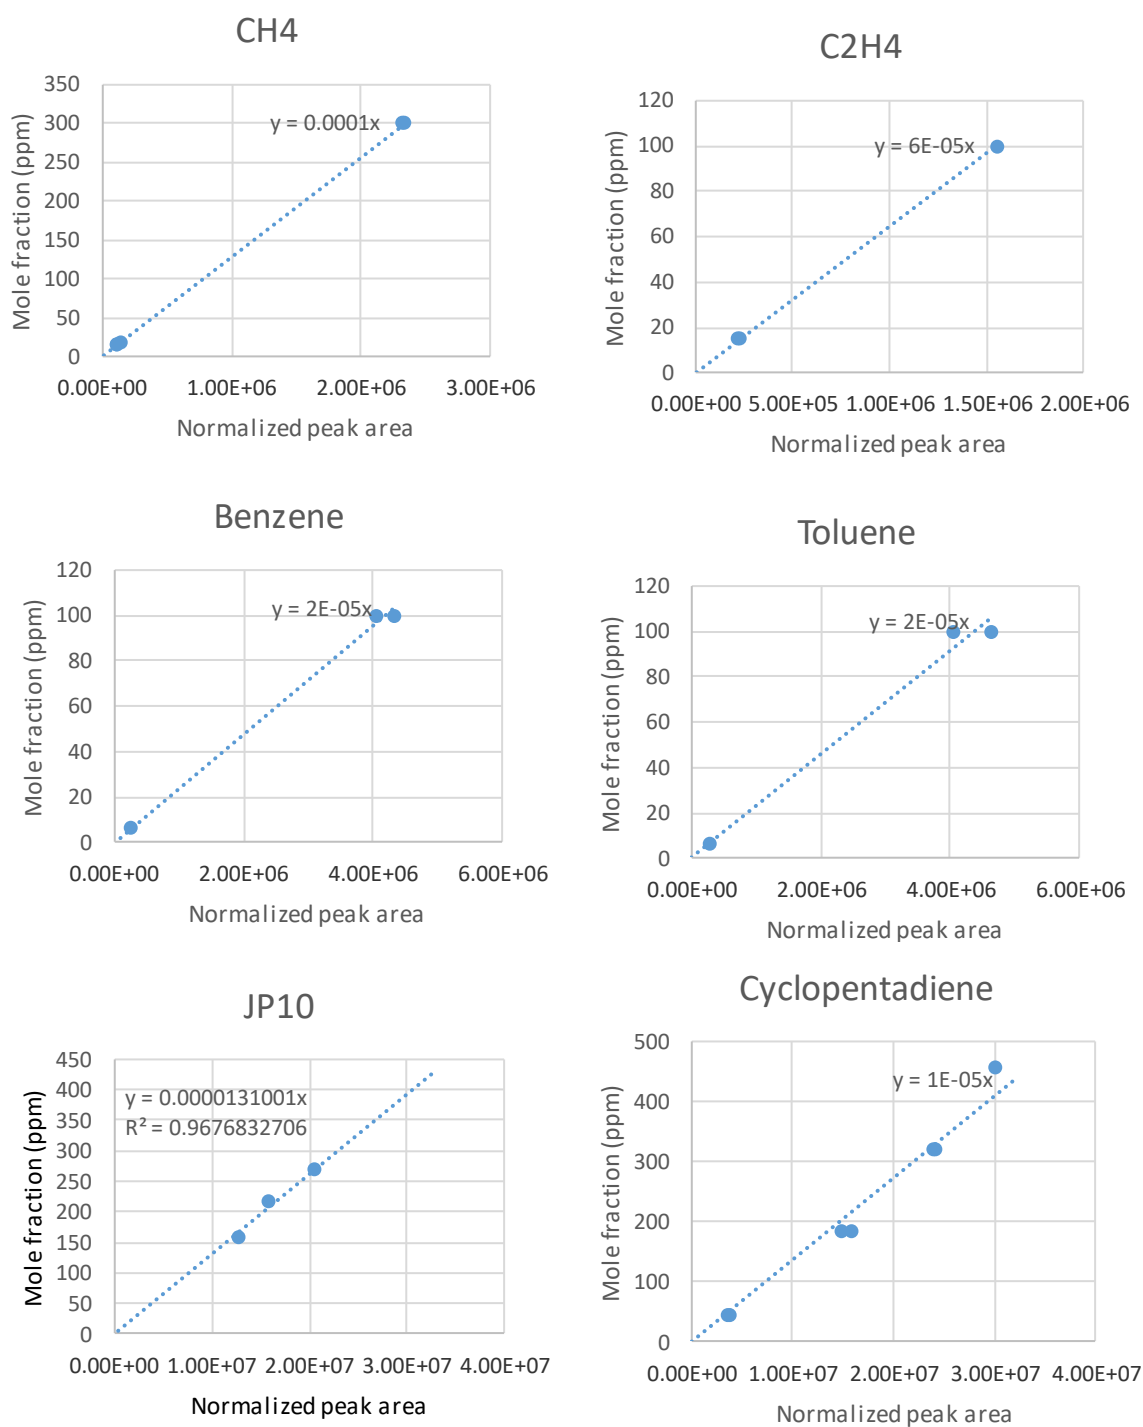 CH4
Mole fraction (ppm)
350
300
250
200
150
100
50
0
y = 0.0001x
0.00E+00 1.00E+06 2.00E+06 3.00E+06
Normalized peak area
C2H4
Mole fraction (ppm)
120
100
80
60
40
20
0
y = 6E-05x
0.00E+00 5.00E+05 1.00E+06 1.50E+06 2.00E+06
Normalized peak area
Benzene
Mole fraction (ppm)
120
100
80
60
40
20
0
y = 2E-05x
0.00E+00 2.00E+06 4.00E+06 6.00E+06
Normalized peak area
Toluene
Mole fraction (ppm)
120
100
80
60
40
20
0
y = 2E-05x
0.00E+00 2.00E+06 4.00E+06 6.00E+06
Normalized peak area
JP10
Mole fraction (ppm)
450
400
350
300
250
200
150
100
50
0
y = 0.0000131001x
R² = 0.9676832706
0.00E+00 1.00E+07 2.00E+07 3.00E+07 4.00E+07
Normalized peak area
Cyclopentadiene
Mole fraction (ppm)
500
400
300
200
100
0
y = 1E-05x
0.00E+00 1.00E+07 2.00E+07 3.00E+07 4.00E+07
Normalized peak area